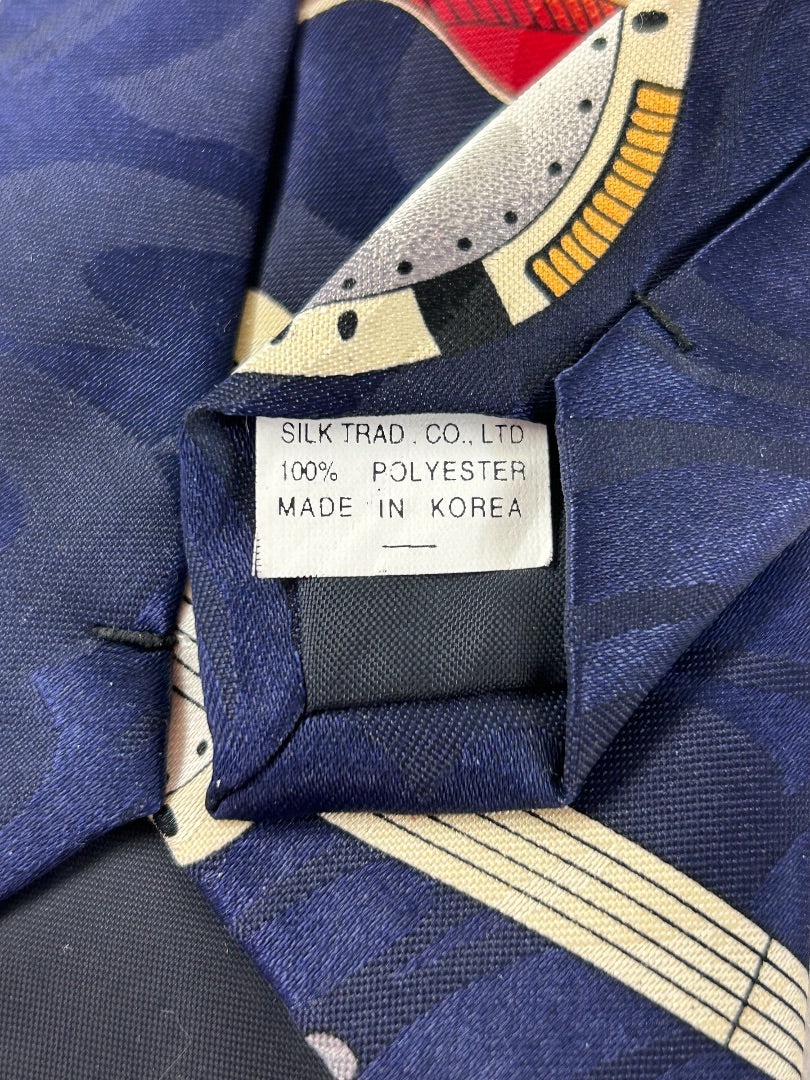 SILK TRAD. CO., LTD
100% POLYESTER
MADE IN KOREA